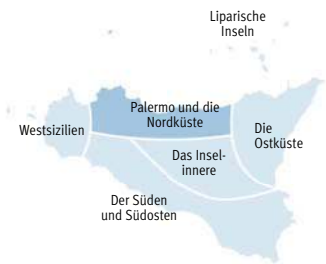 Liparische
Inseln
Palermo und die
Nordküste
Westsizilien
Die
Ostküste
Das Insel-
innere
Der Süden
und Südosten